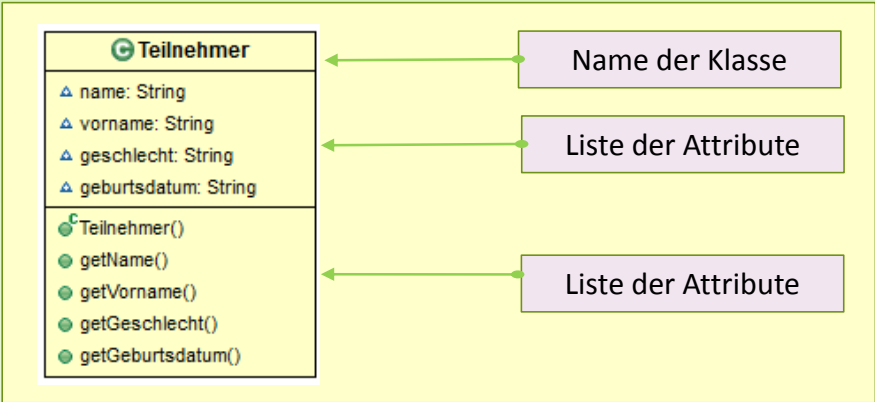 Teilnehmer
name: String
vorname: String
geschlecht: String
geburtsdatum: String
Teilnehmer()
getName()
getVorname()
getGeschlecht()
getGeburtsdatum()
Name der Klasse
Liste der Attribute
Liste der Attribute